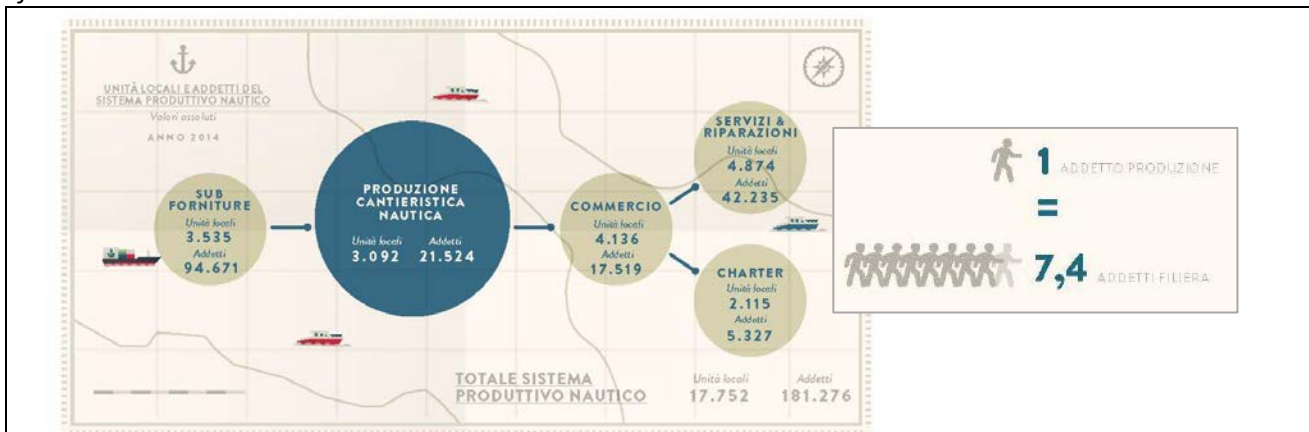 UNITÀ LOCALI E ADDETTI DEL
SISTEMA PRODUTTIVO NAUTICO
Valori assoluti
ANNO 2014
SUB
FORNITURE
Unità locali
3.535
Addetti
94.671
PRODUZIONE
CANTIERISTICA
NAUTICA
Unità locali Addetti
3.092 21.524
COMMERCIO
Unità locali
4.136
Addetti
17.519
SERVIZI &
RIPARAZIONI
Unità locali
4.874
Addetti
42.235
CHARTER
Unità locali
2.115
Addetti
5.327
TOTALE SISTEMA
PRODUTTIVO NAUTICO
Unità locali Addetti
17.752 181.276
1 ADDETTO PRODUZIONE
=
7,4 ADDETTI FILIERA